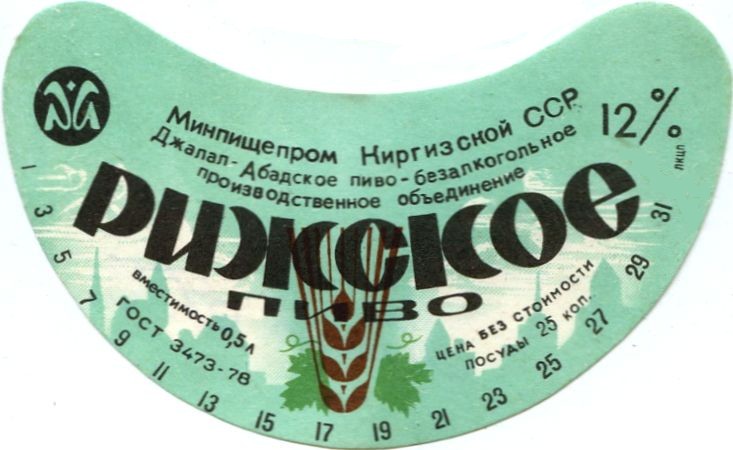 Минпищепром Киргизской ССР
Джалал-Абадское пиво-безалкогольное
производственное объединение
12%
ЛКЦП
РИЖСКОЕ
ПИВО
вместимость 0,5л
ГОСТ 3473-78
ЦЕНА БЕЗ СТОИМОСТИ
ПОСУДЫ 25 КОП.
1 3 5 7 9 11 13 15 17 19 21 23 25 27 29 31